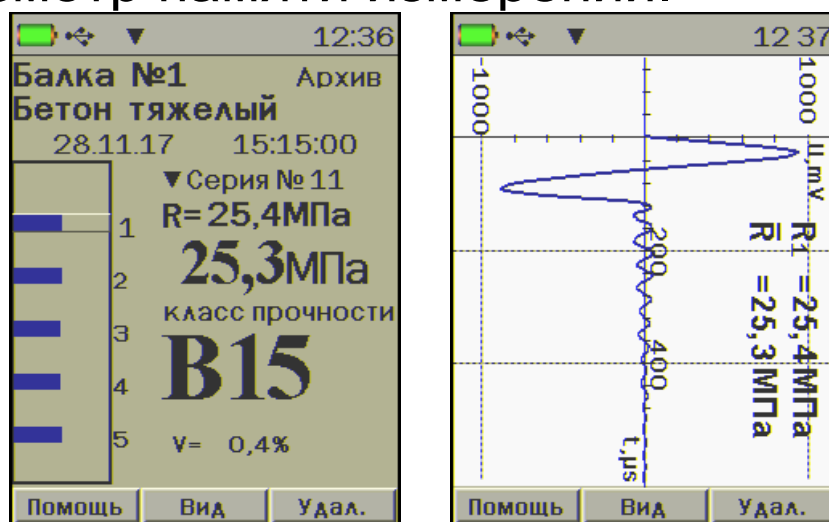 12:36
Балка №1 Архив
Бетон тяжелый
28.11.17 15:15:00
▼Серия № 11
R= 25,4МПа
25,3МПа
класс прочности
B15
V= 0,4%
1
2
3
4
5
Помощь Вид Удал.
12 37
-1000 1000
U,mV
R1 =25,4МПа
R =25,3МПа
200
400
t,µs
Помощь Вид Удал.